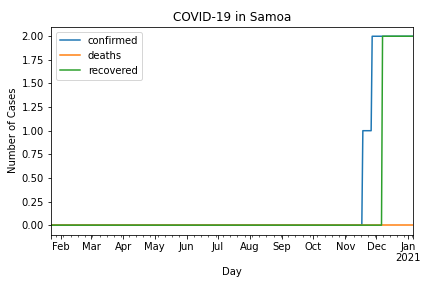 COVID-19 in Samoa
confirmed
deaths
recovered
2.00
1.75
1.50
1.25
1.00
0.75
0.50
0.25
0.00
Number of Cases
Feb Mar Apr May Jun Jul Aug Sep Oct Nov Dec Jan
2021
Day